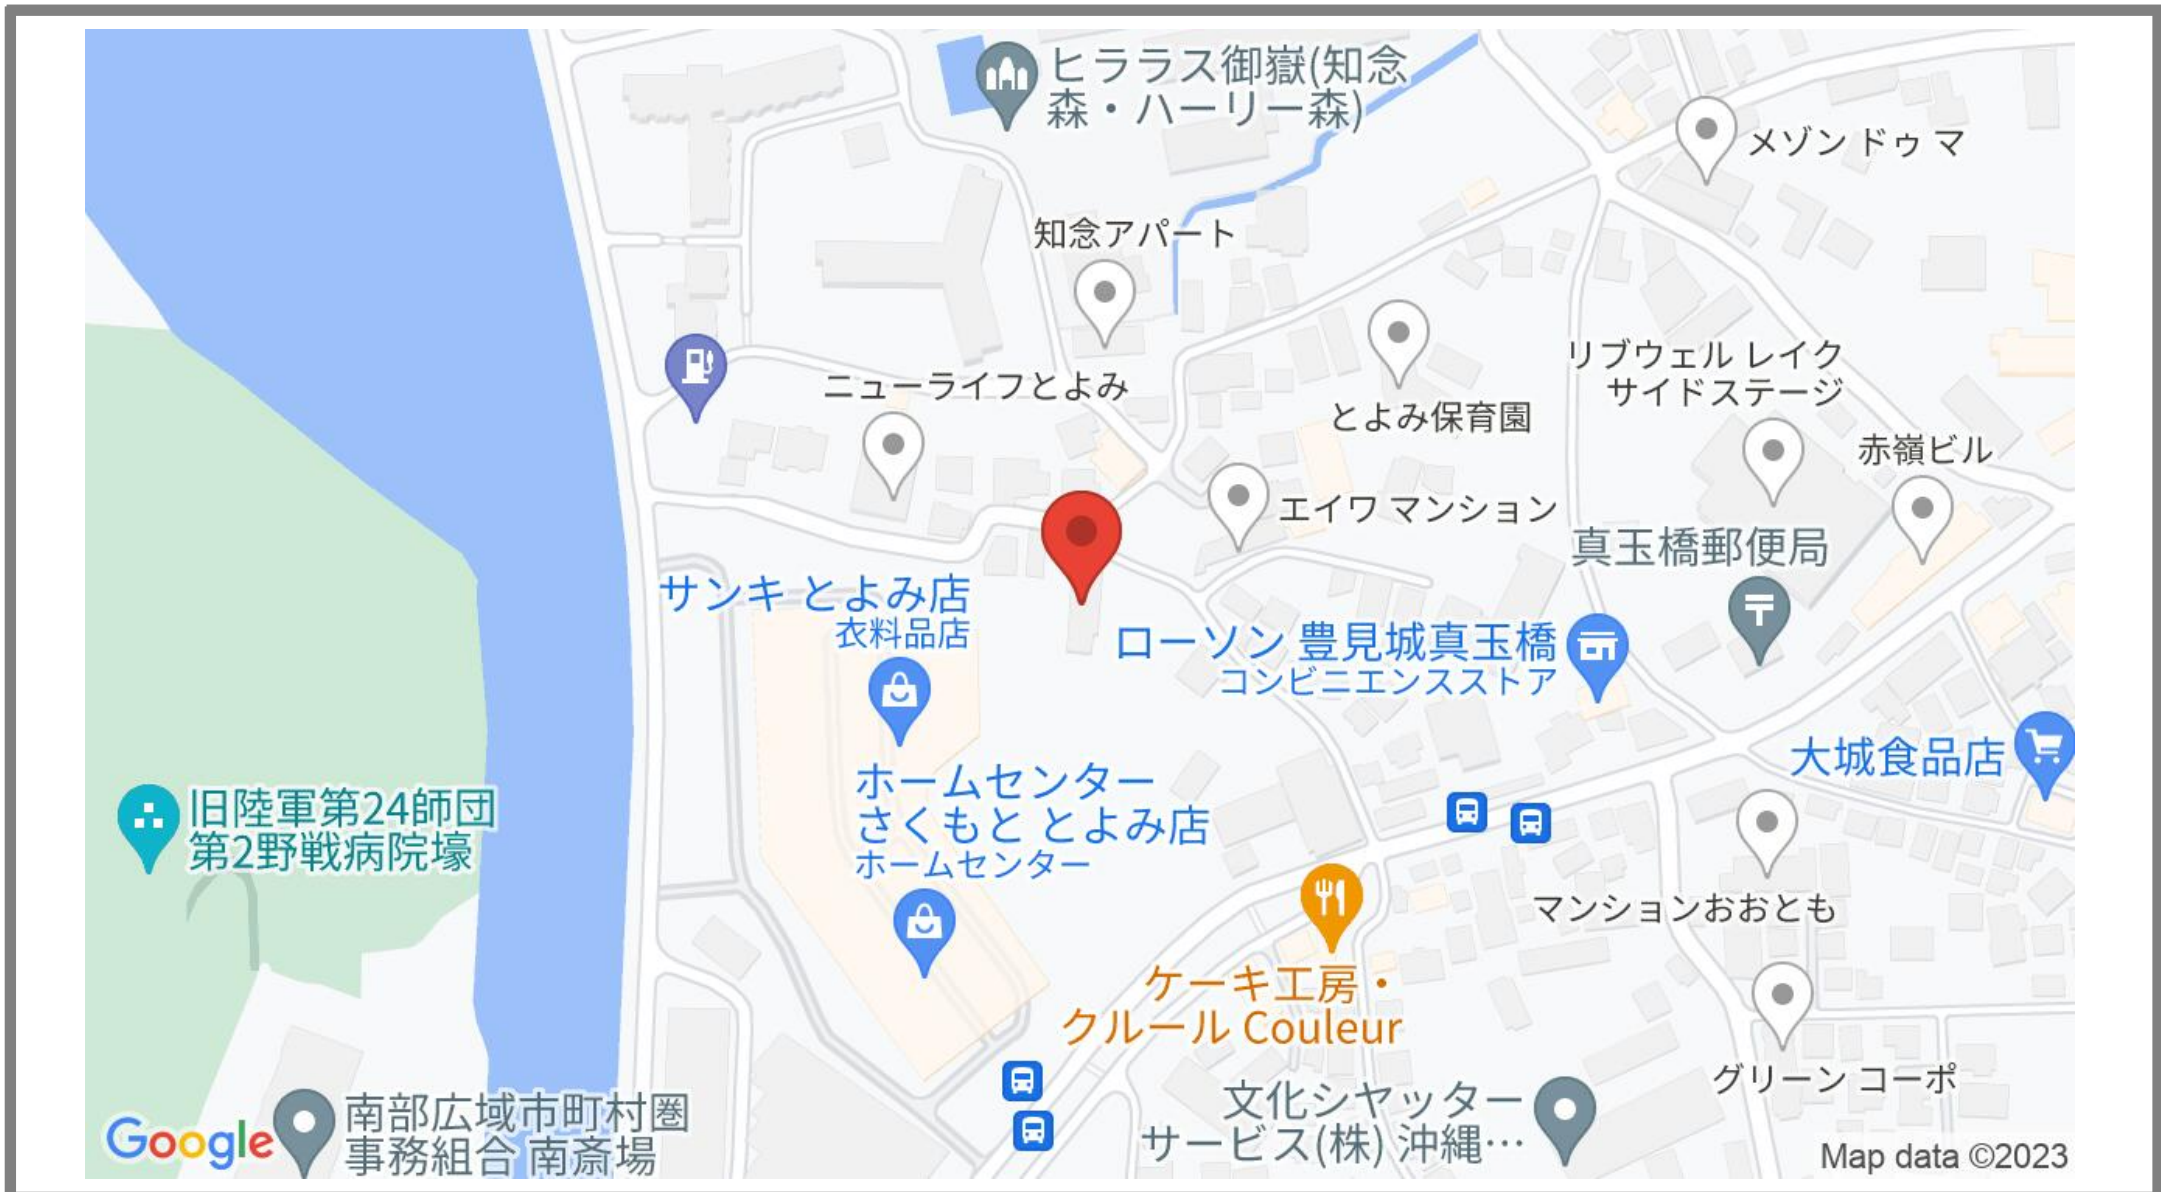 ヒララス御嶽(知念
森・ハーリー森)
メゾン ドゥ マ
知念アパート
リブウェル レイク
サイドステージ
ニューライフとよみ
とよみ保育園
赤嶺ビル
エイワ マンション
真玉橋郵便局
サンキ とよみ店
衣料品店
ローソン 豊見城真玉橋
コンビニエンスストア
大城食品店
ホームセンター
さくもと とよみ店
ホームセンター
旧陸軍第24師団
第2野戦病院壕
マンションおおとも
ケーキ工房・
クルール Couleur
グリーン コーポ
文化シヤッター
サービス(株) 沖縄…
南部広域市町村圏
事務組合 南斎場
Google
Map data ©2023